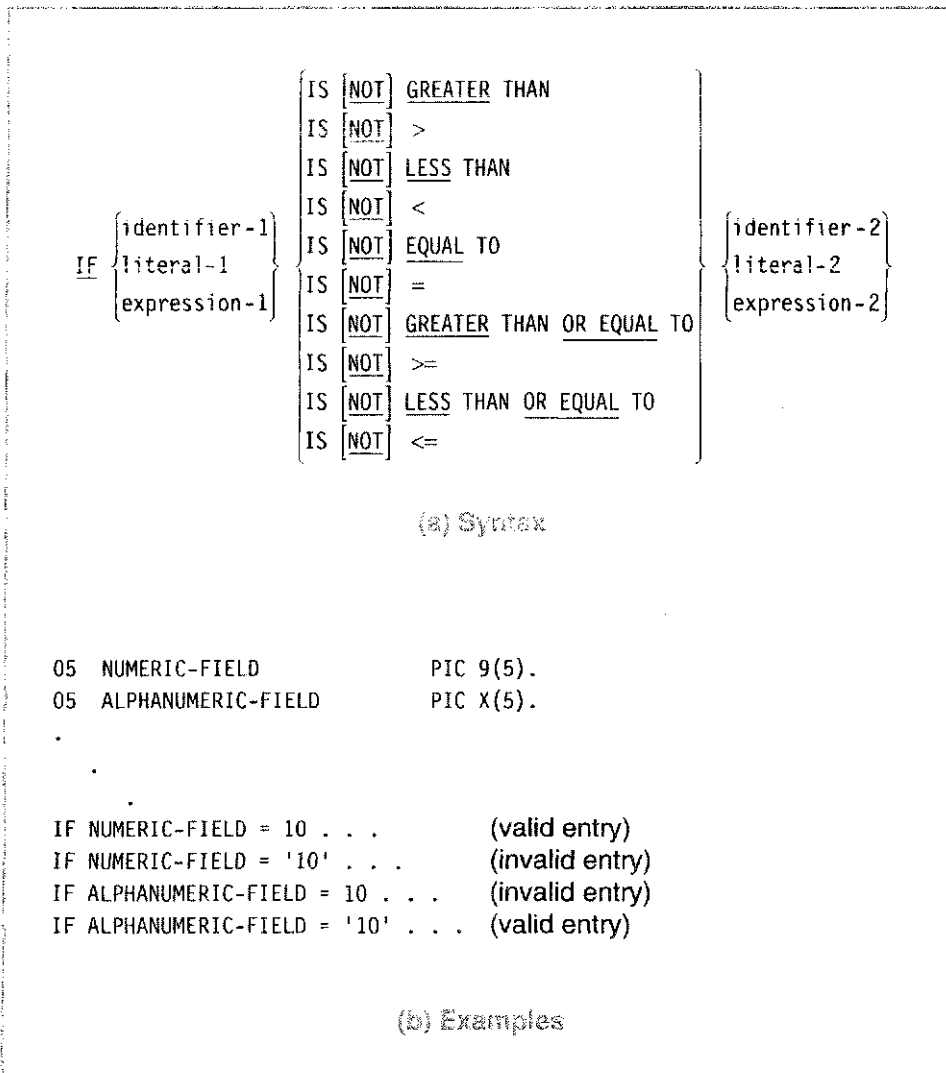 IS [NOT] GREATER THAN
IS [NOT] >
IS [NOT] LESS THAN
IS [NOT] <
IS [NOT] EQUAL TO
IS [NOT] =
IS [NOT] GREATER THAN OR EQUAL TO
IS [NOT] >=
IS [NOT] LESS THAN OR EQUAL TO
IS [NOT] <=
IF
identifier-1
literal-1
expression-1
identifier-2
literal-2
expression-2
(a) Syntax
05 NUMERIC-FIELD PIC 9(5).
05 ALPHANUMERIC-FIELD PIC X(5).
.
.
.
IF NUMERIC-FIELD = 10 . . . (valid entry)
IF NUMERIC-FIELD = '10' . . . (invalid entry)
IF ALPHANUMERIC-FIELD = 10 . . . (invalid entry)
IF ALPHANUMERIC-FIELD = '10' . . . (valid entry)
(b) Examples